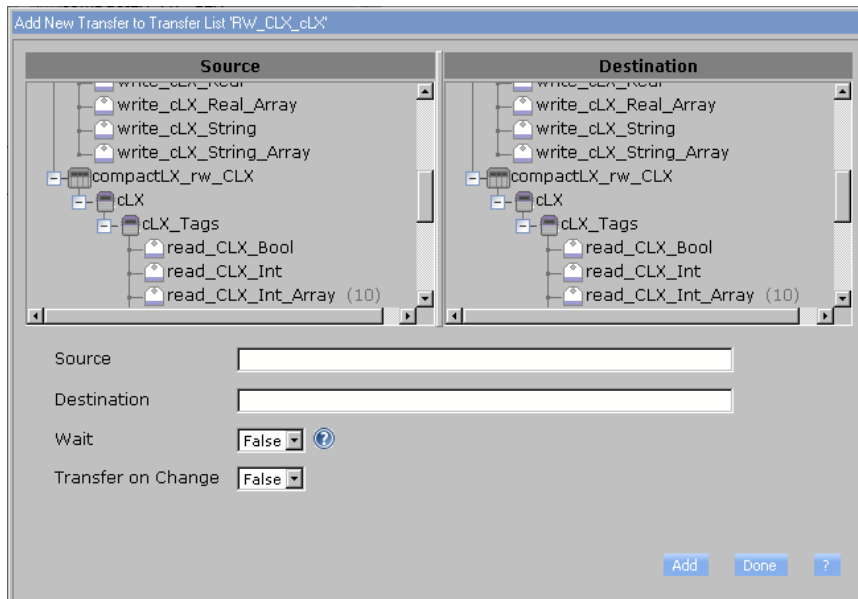 Add New Transfer to Transfer List 'RW_CLX_cLX'
Source
Destination
write_cLX_Real
write_cLX_Real_Array
write_cLX_String
write_cLX_String_Array
compactLX_rw_CLX
cLX
cLX_Tags
read_CLX_Bool
read_CLX_Int
read_CLX_Int_Array (10)
write_cLX_Real
write_cLX_Real_Array
write_cLX_String
write_cLX_String_Array
compactLX_rw_CLX
cLX
cLX_Tags
read_CLX_Bool
read_CLX_Int
read_CLX_Int_Array (10)
Source
Destination
Wait False ?
Transfer on Change False
Add Done ?